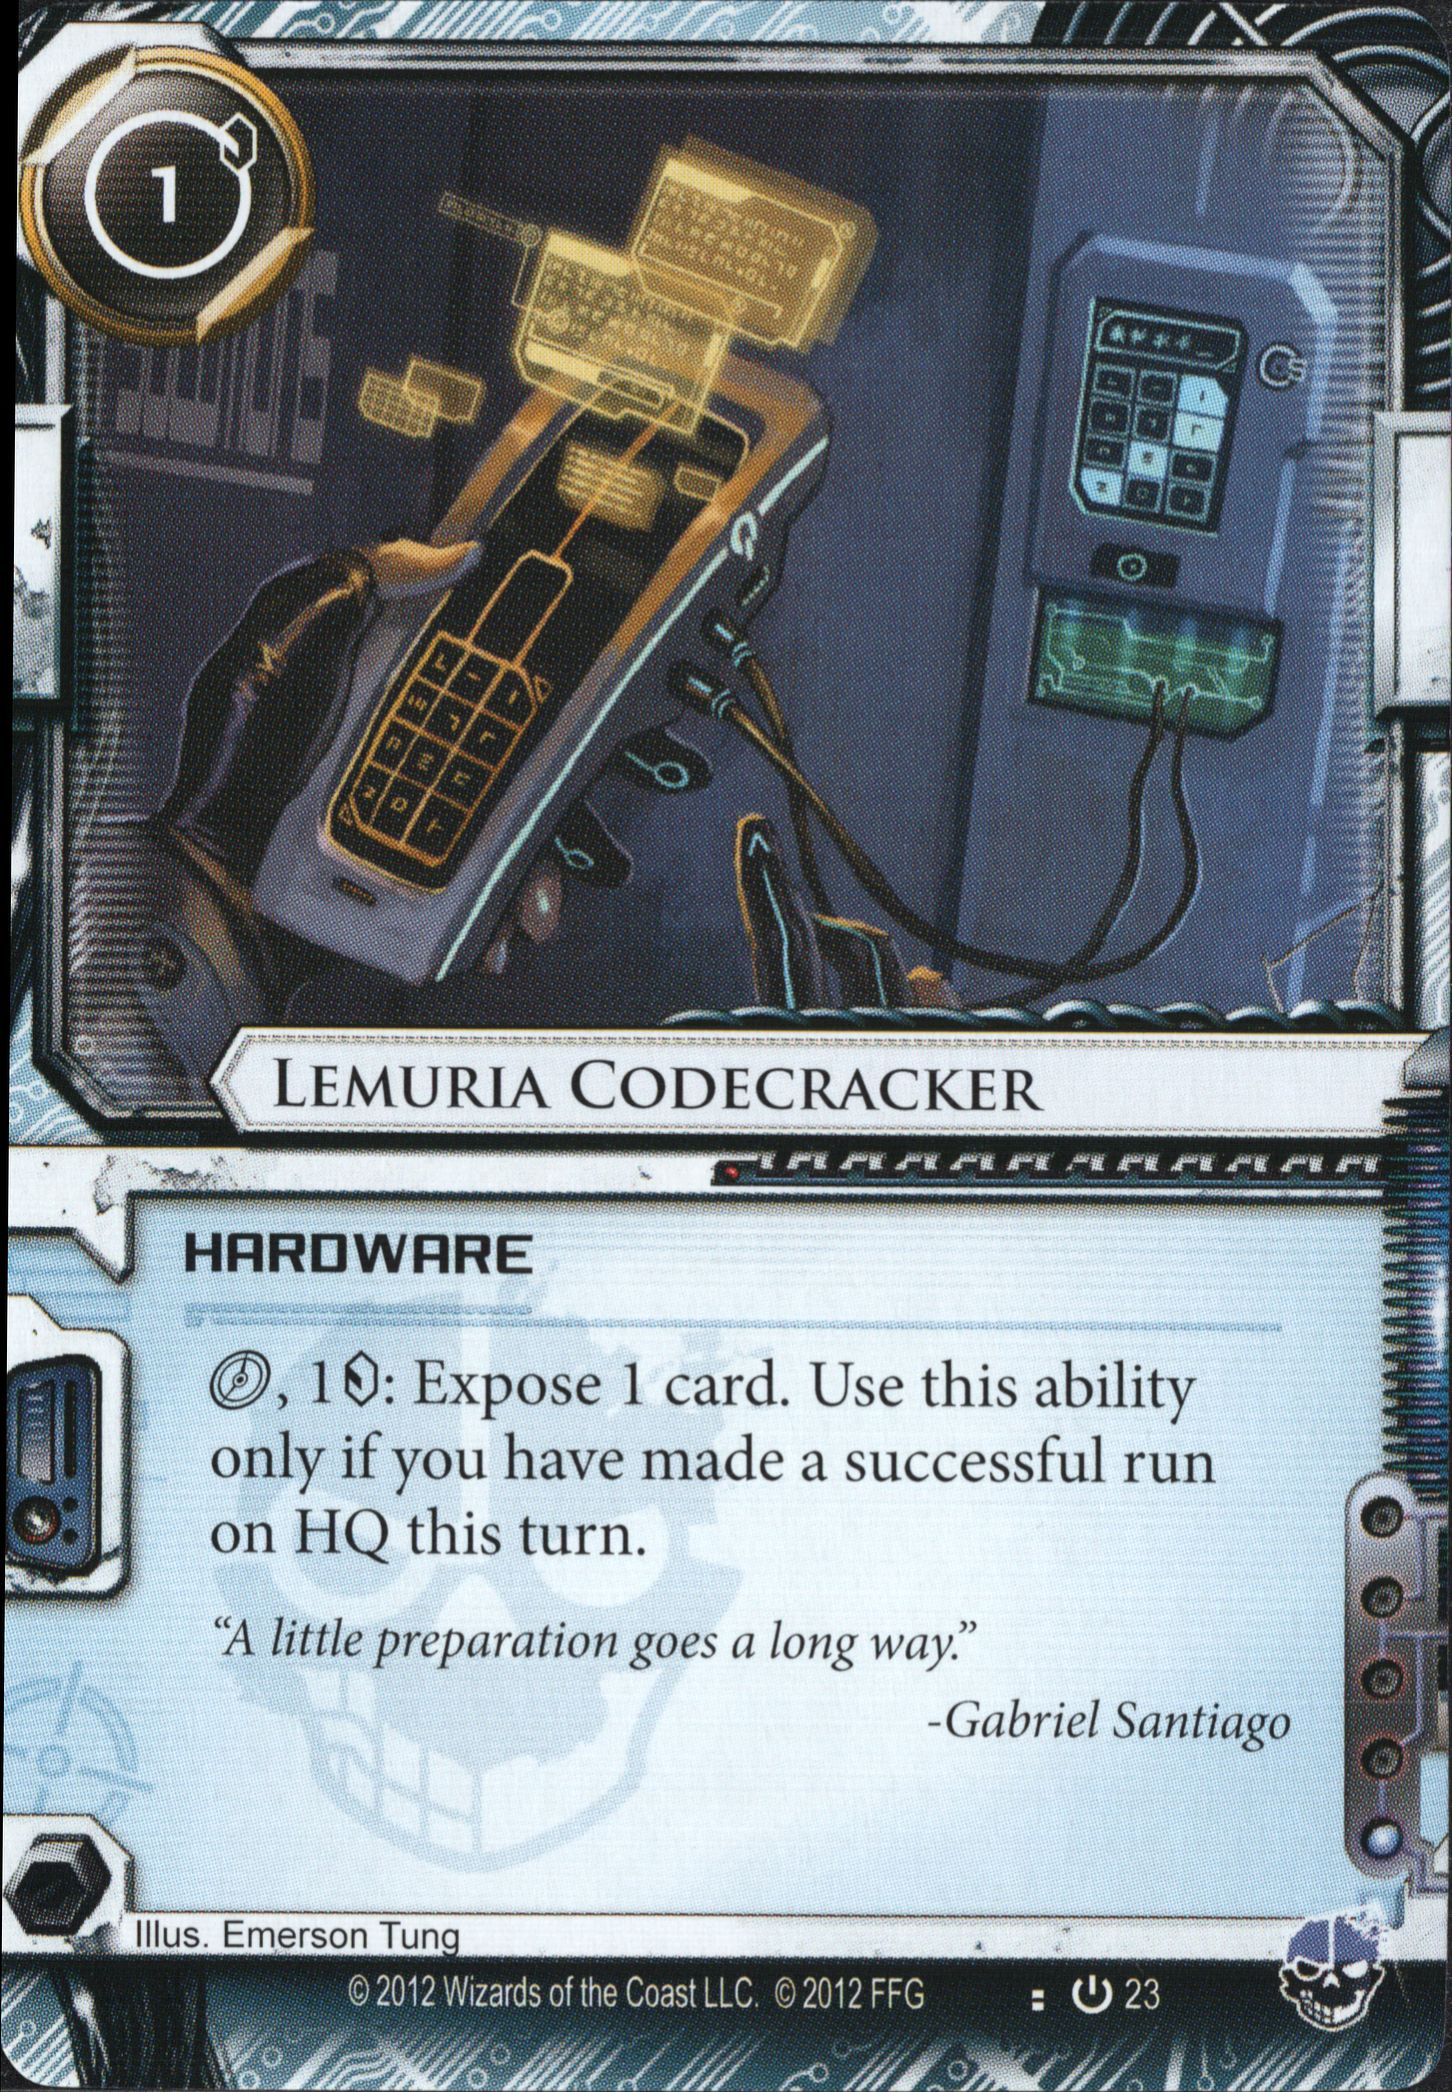 1
LEMURIA CODECRACKER
HARDWARE
, 1: Expose 1 card. Use this ability
only if you have made a successful run
on HQ this turn.
“A little preparation goes a long way.”
-Gabriel Santiago
Illus. Emerson Tung
© 2012 Wizards of the Coast LLC. © 2012 FFG 23